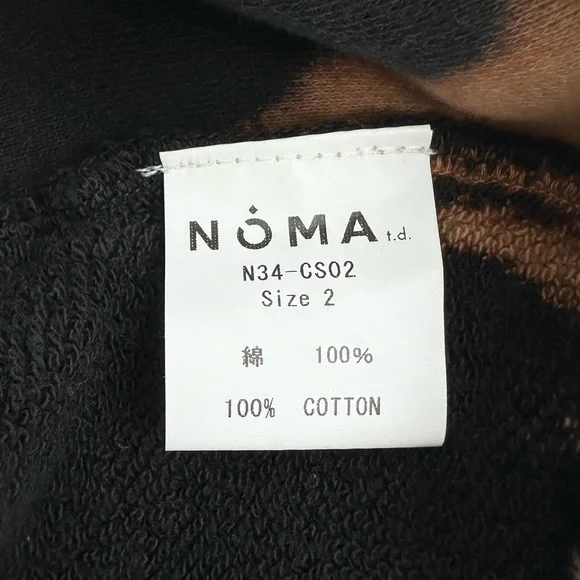 NOMA t.d.
N34-CS02
Size 2
綿 100%
100% COTTON